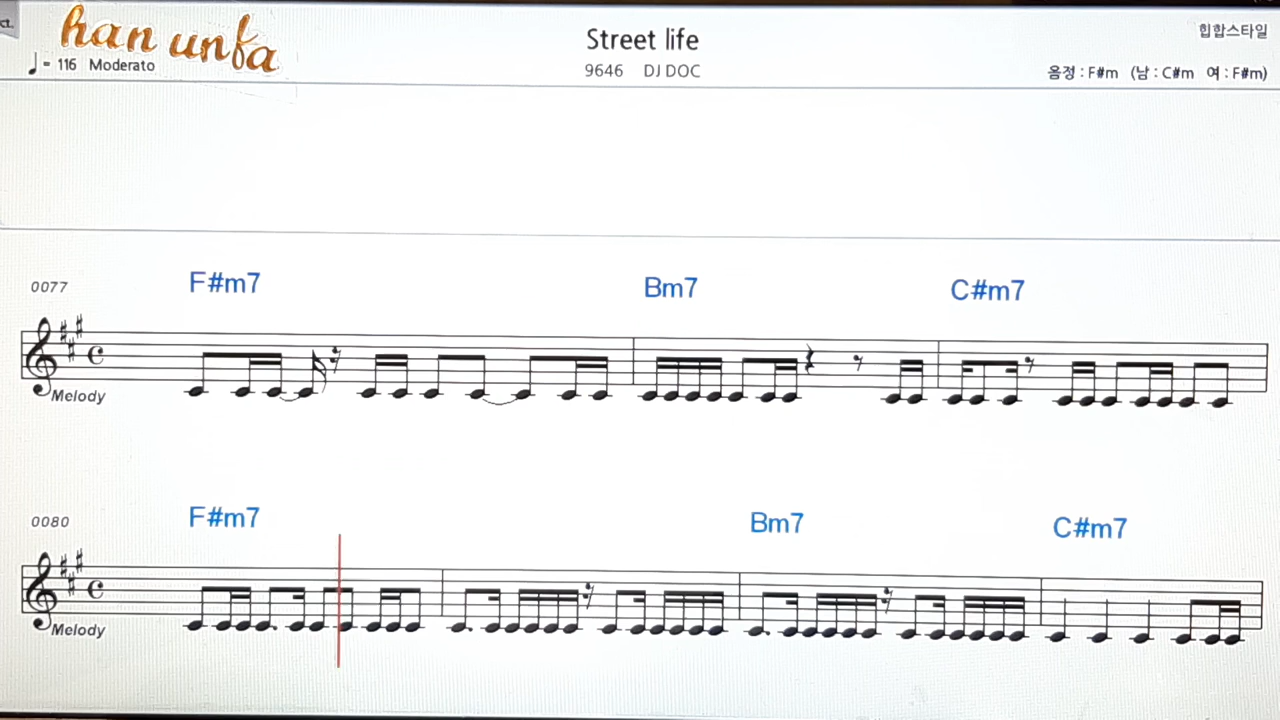 ct.
han unfa
♩= 116 Moderato
Street life
9646 DJ DOC
힙합스타일
음정 : F#m (남 : C#m 여 : F#m)
0077
F#m7
Bm7
C#m7
Melody
0080
F#m7
Bm7
C#m7
Melody